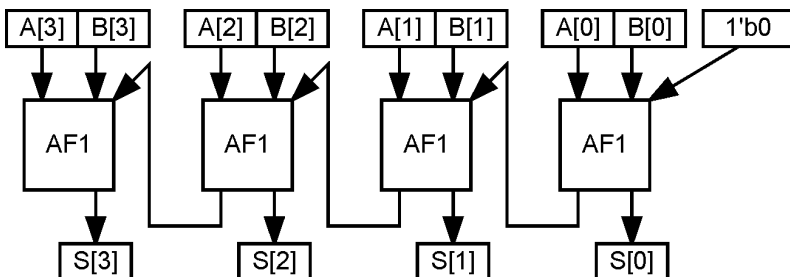 A[3] B[3] A[2] B[2] A[1] B[1] A[0] B[0] 1'b0
AF1 AF1 AF1 AF1
S[3] S[2] S[1] S[0]